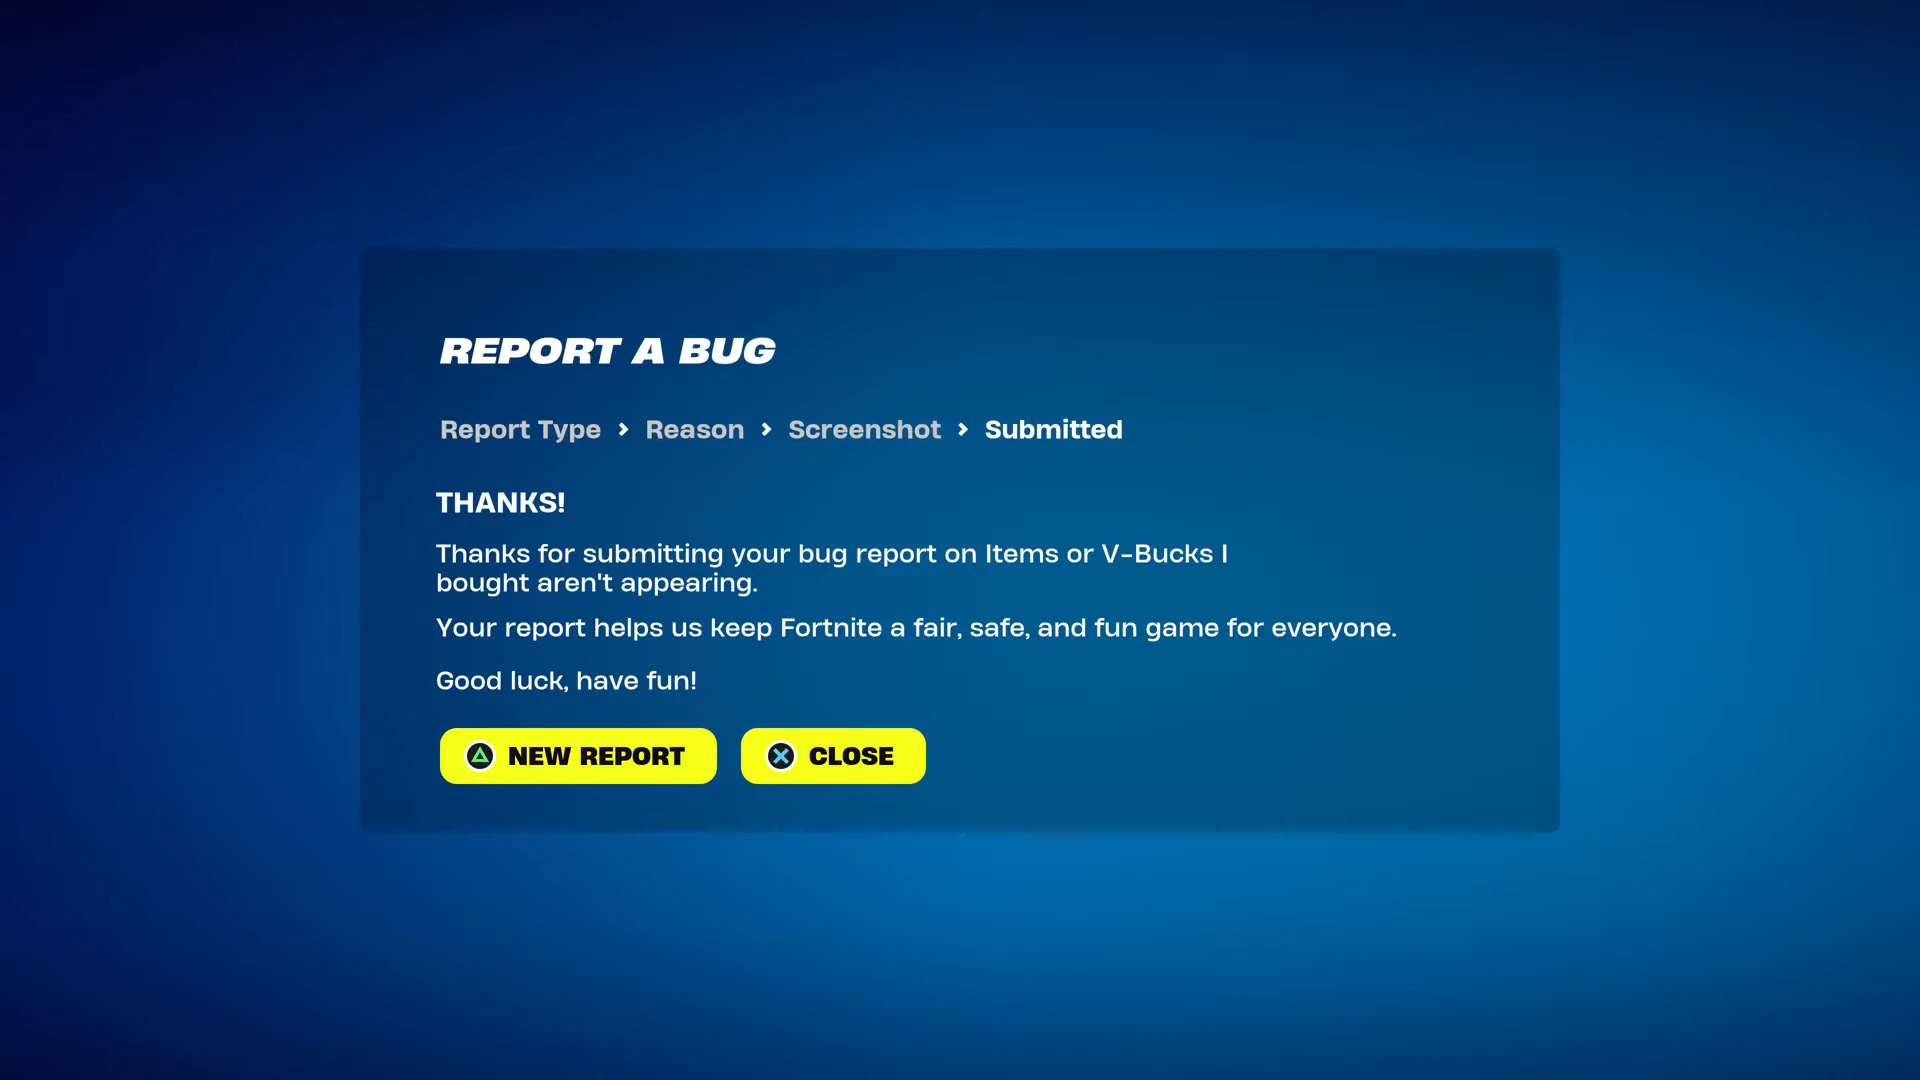 REPORT A BUG
Report Type > Reason > Screenshot > Submitted
THANKS!
Thanks for submitting your bug report on Items or V-Bucks I
bought aren't appearing.
Your report helps us keep Fortnite a fair, safe, and fun game for everyone.
Good luck, have fun!
NEW REPORT CLOSE